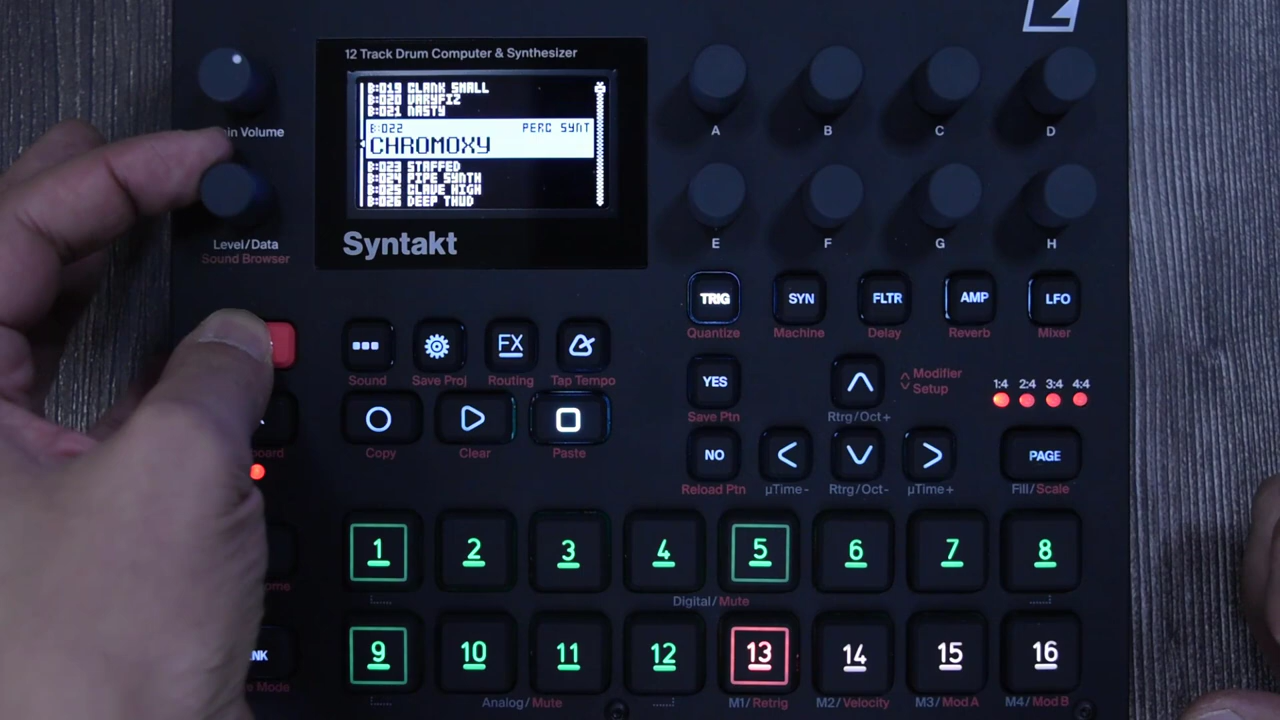 12 Track Drum Computer & Synthesizer
B:019 CLANK SMALL
B:020 VARYFIZ
B:021 NASTY
B:022 PERC SYNT
CHROMOXY
B:023 STAFFED
B:024 PIPE SYNTH
B:025 CLAVE HIGH
B:026 DEEP THUD
Syntakt
Volume
Level/Data
Sound Browser
A B C D
E F G H
TRIG SYN FLTR AMP LFO
Quantize Machine Delay Reverb Mixer
FX
Sound Save Proj Routing Tap Tempo
Copy Clear Paste
YES
Save Ptn
Rtrg/Oct+
Modifier
Setup
1:4 2:4 3:4 4:4
NO PAGE
Reload Ptn µTime- Rtrg/Oct- µTime+ Fill/Scale
1 2 3 4 5 6 7 8
Digital/Mute
9 10 11 12 13 14 15 16
Analog/Mute M1/Retrig M2/Velocity M3/Mod A M4/Mod B